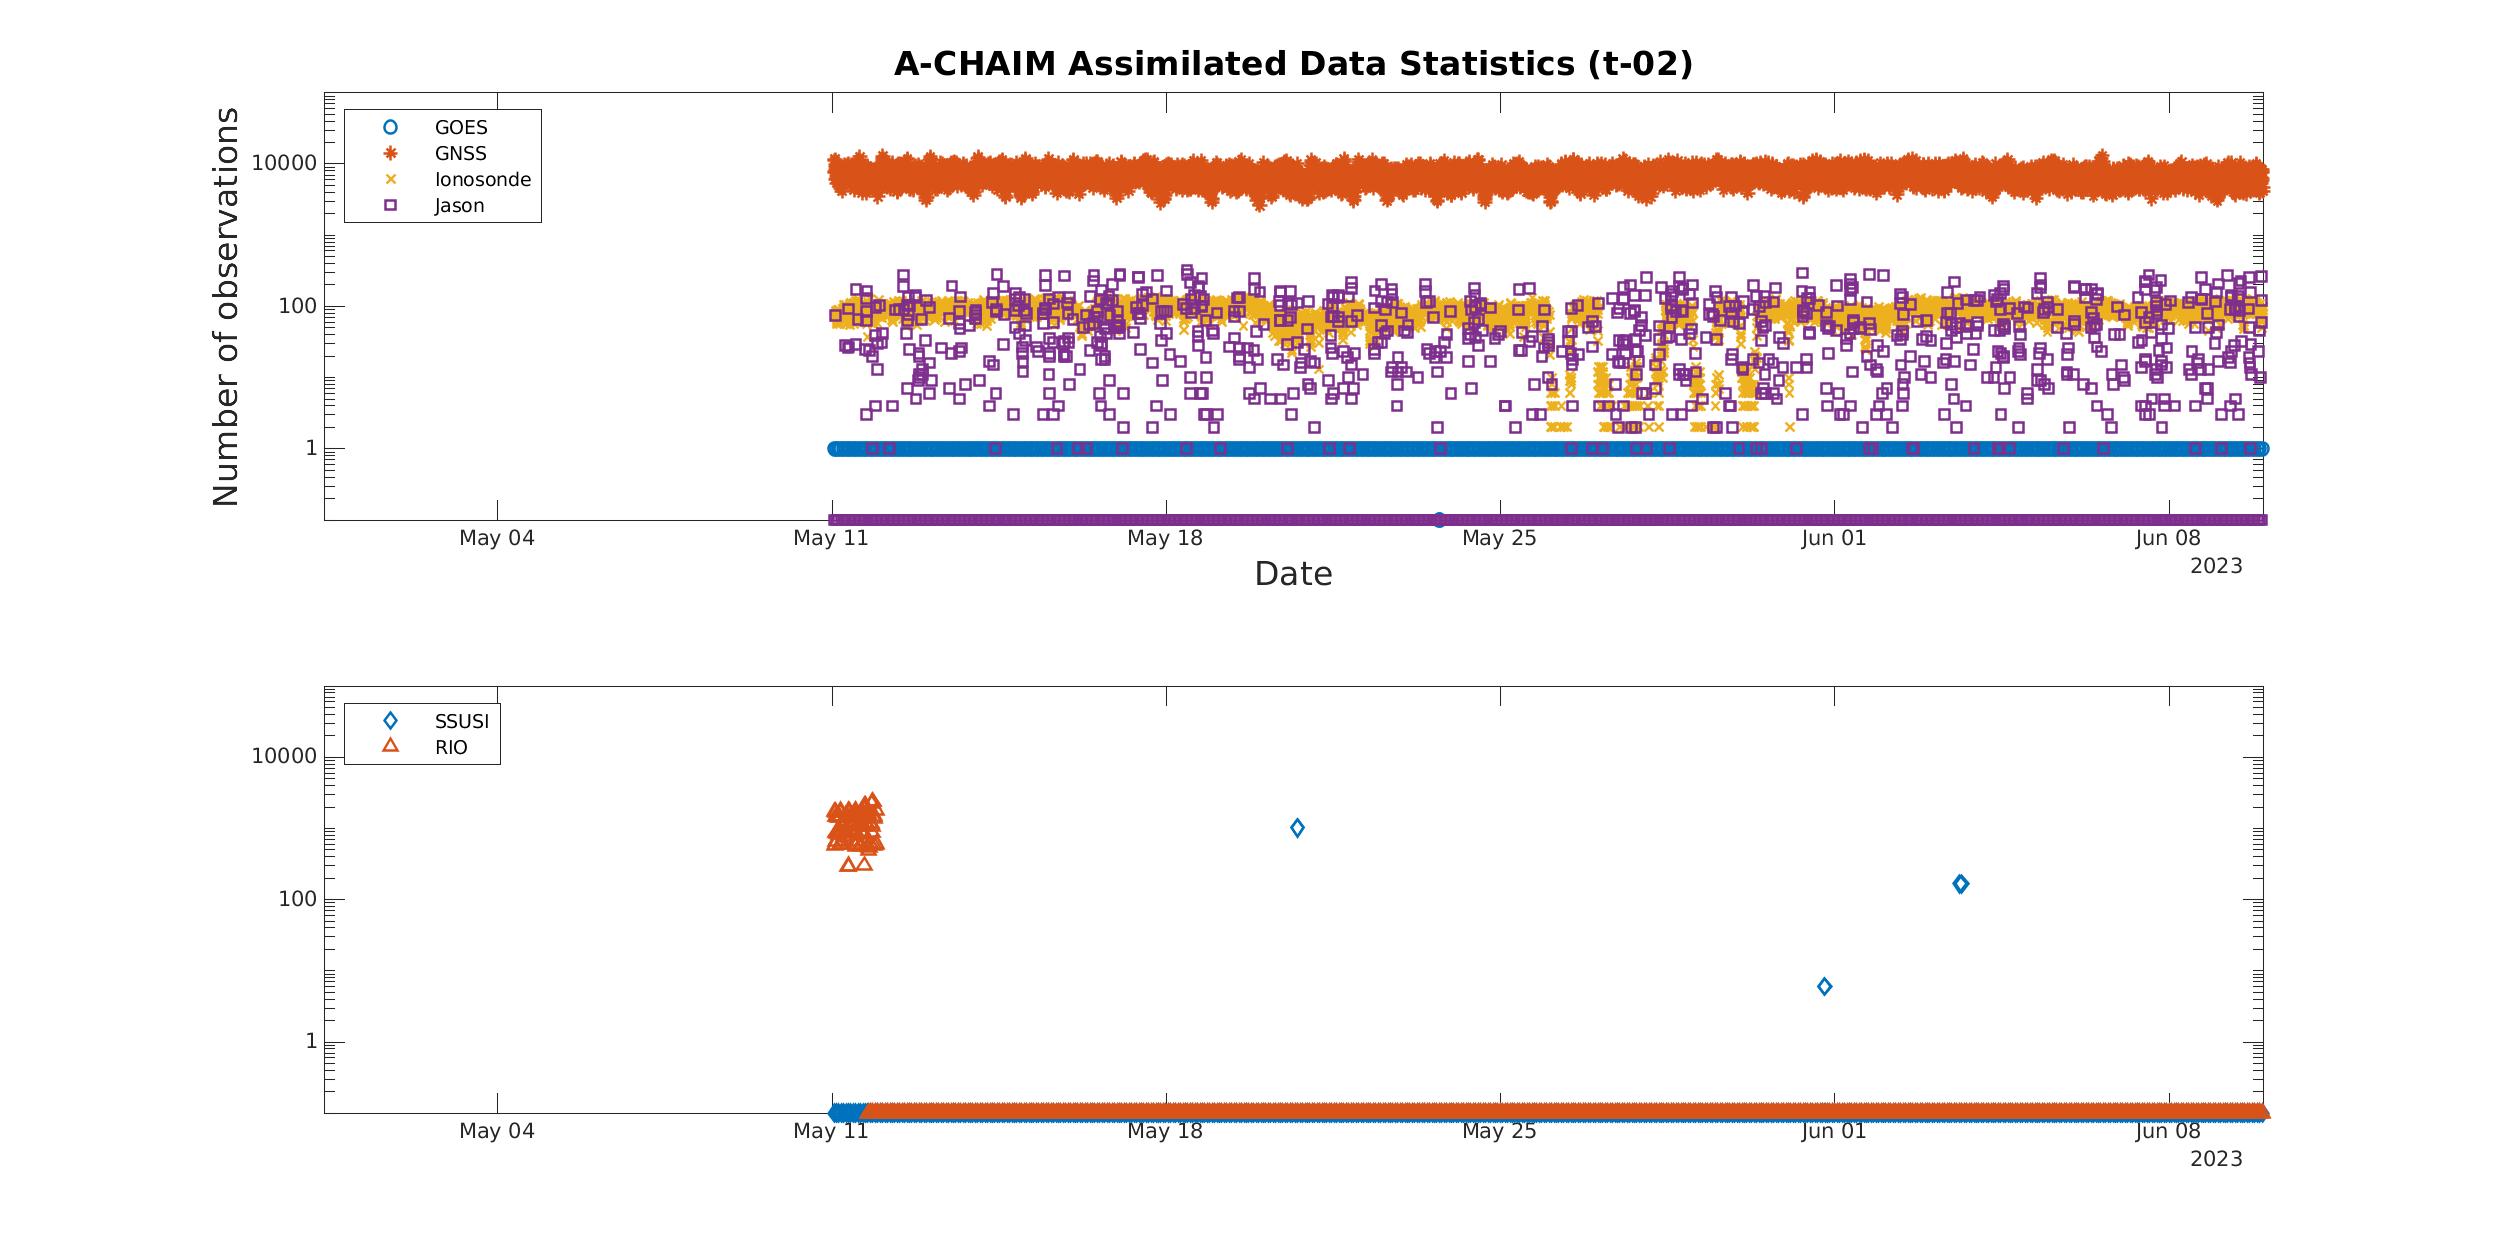 A-CHAIM Assimilated Data Statistics (t-02)
GOES
GNSS
Ionosonde
Jason
Number of observations
10000
100
1
May 04
May 11
May 18
May 25
Jun 01
Jun 08
2023
Date
SSUSI
RIO
10000
100
1
May 04
May 11
May 18
May 25
Jun 01
Jun 08
2023